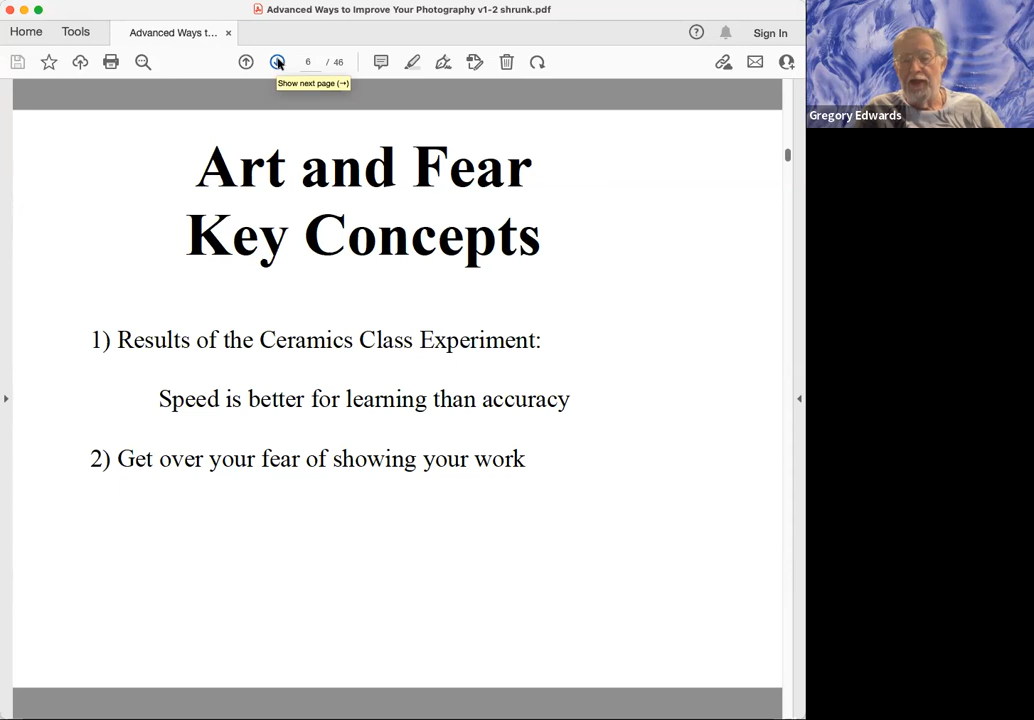 Advanced Ways to Improve Your Photography v1-2 shrunk.pdf
Home
Tools
Advanced Ways t...
×
?
Sign In
6 / 46
Show next page (→)
Gregory Edwards
Art and Fear
Key Concepts
1) Results of the Ceramics Class Experiment:
Speed is better for learning than accuracy
2) Get over your fear of showing your work